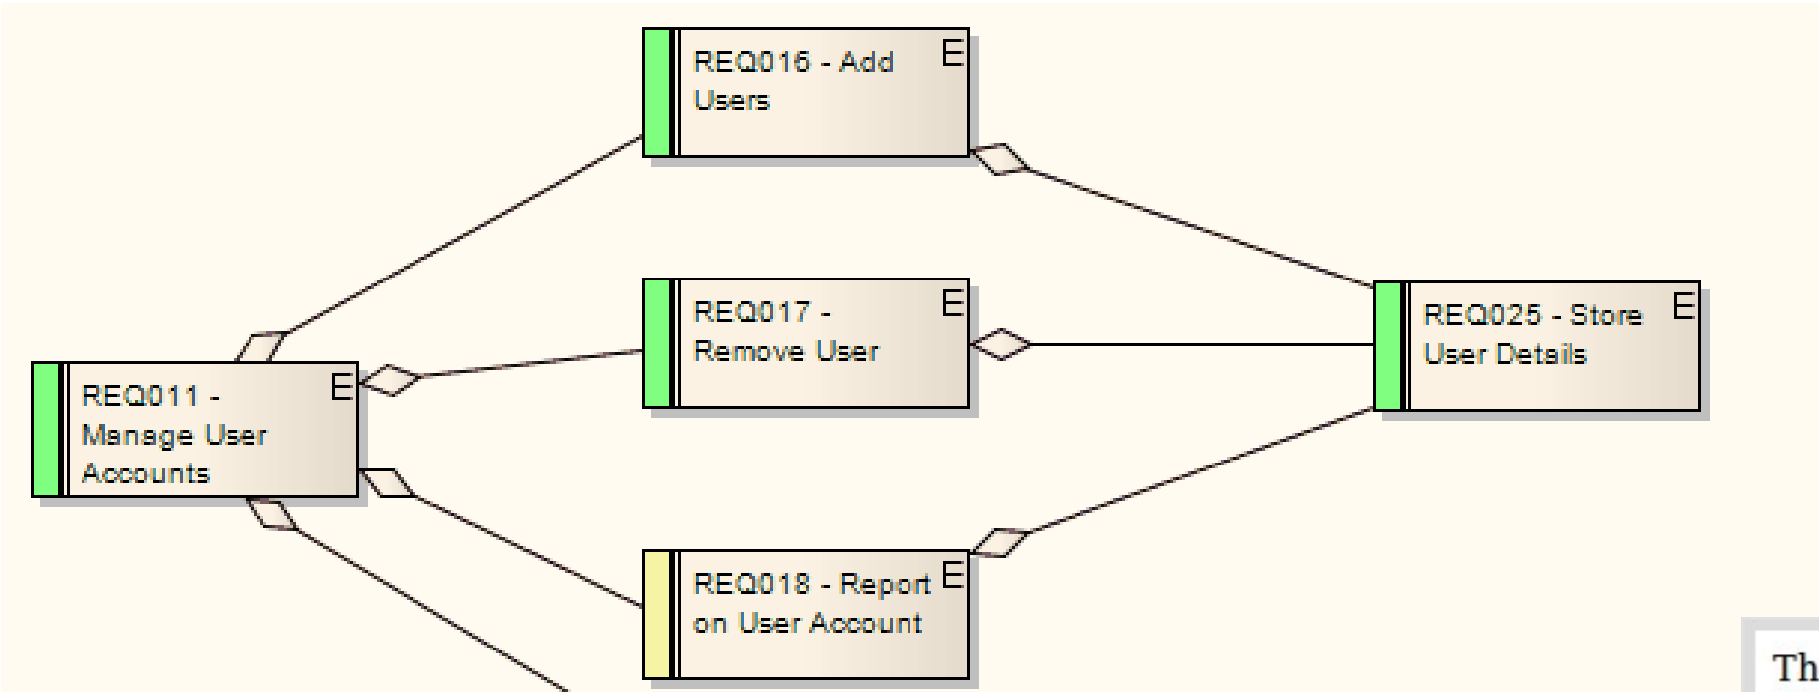 REQ016 - Add
Users
E
REQ017 -
Remove User
E
REQ025 - Store
User Details
E
REQ011 -
Manage User
Accounts
E
REQ018 - Report
on User Account
E